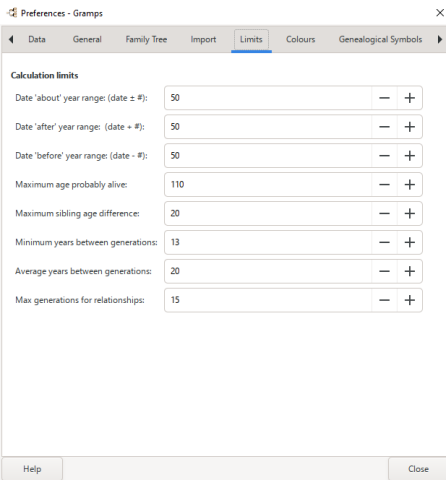 Preferences - Gramps
Data General Family Tree Import Limits Colours Genealogical Symbols
Calculation limits
Date 'about' year range: (date ± #): 50
Date 'after' year range: (date + #): 50
Date 'before' year range: (date - #): 50
Maximum age probably alive: 110
Maximum sibling age difference: 20
Minimum years between generations: 13
Average years between generations: 20
Max generations for relationships: 15
Help Close